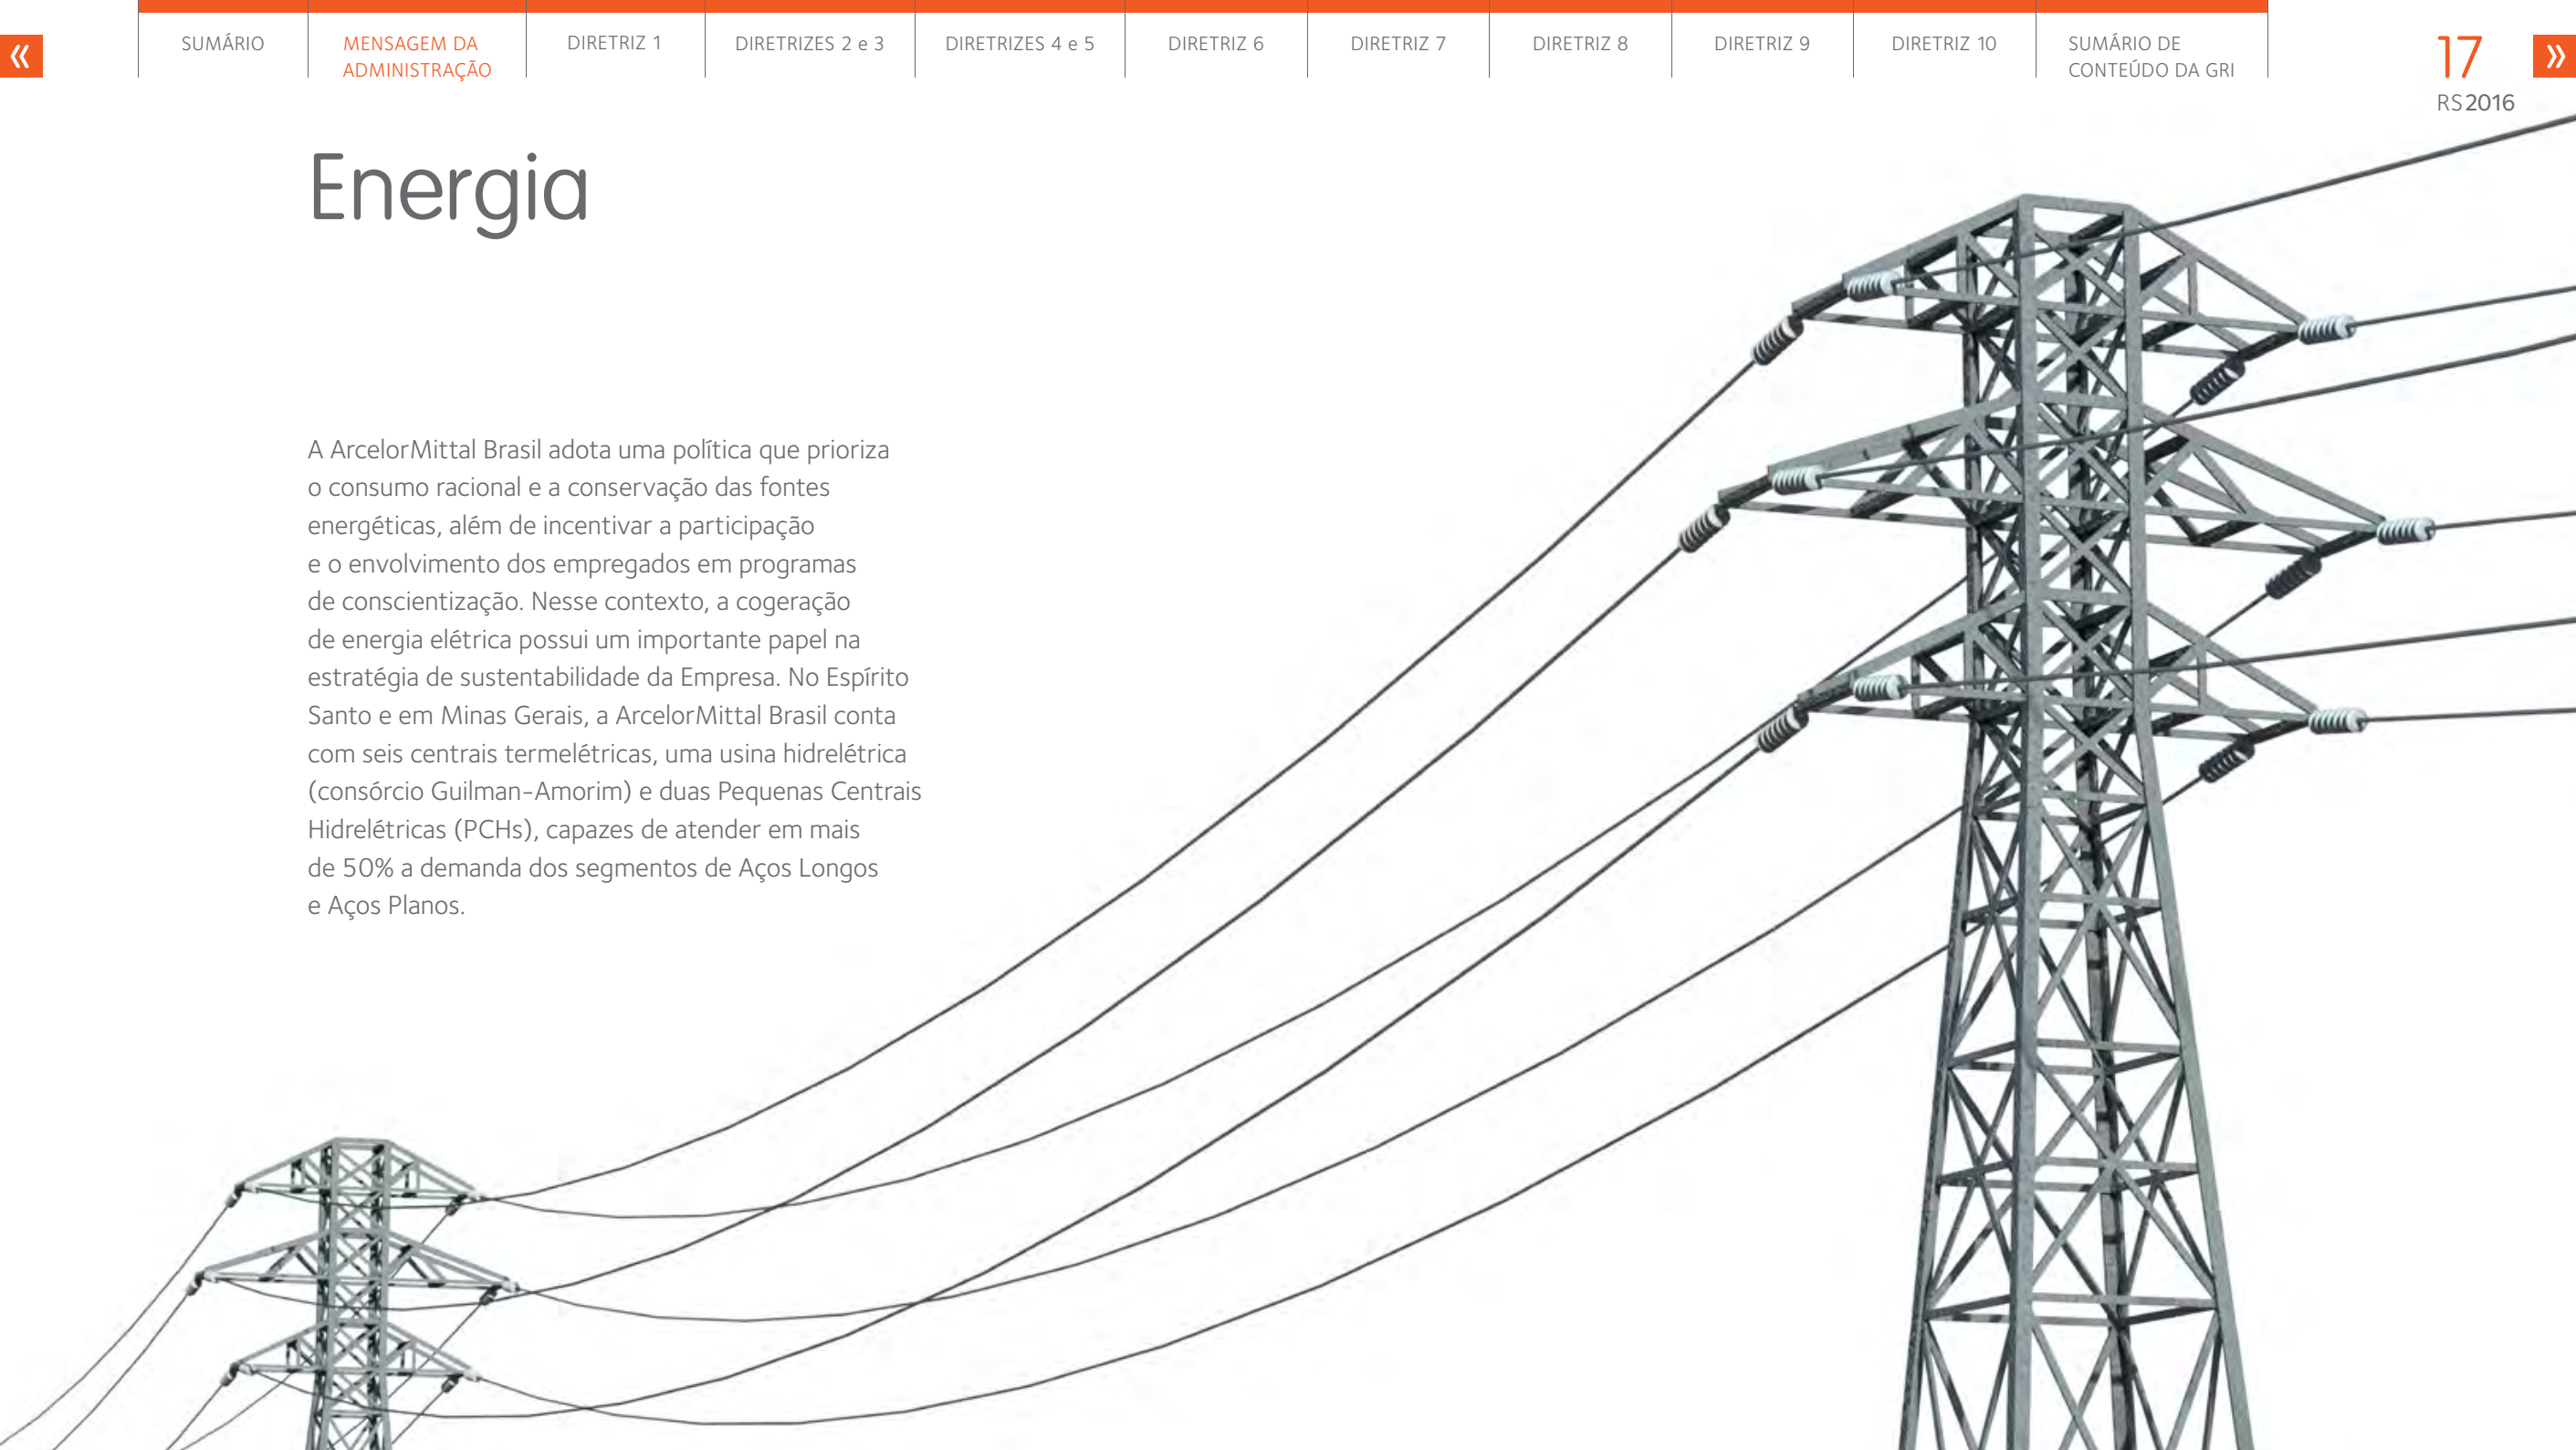 SUMÁRIO
MENSAGEM DA
ADMINISTRAÇÃO
DIRETRIZ 1
DIRETRIZES 2 e 3
DIRETRIZES 4 e 5
DIRETRIZ 6
DIRETRIZ 7
DIRETRIZ 8
DIRETRIZ 9
DIRETRIZ 10
SUMÁRIO DE
CONTEÚDO DA GRI
17
RS2016
Energia
A ArcelorMittal Brasil adota uma política que prioriza
o consumo racional e a conservação das fontes
energéticas, além de incentivar a participação
e o envolvimento dos empregados em programas
de conscientização. Nesse contexto, a cogeração
de energia elétrica possui um importante papel na
estratégia de sustentabilidade da Empresa. No Espírito
Santo e em Minas Gerais, a ArcelorMittal Brasil conta
com seis centrais termelétricas, uma usina hidrelétrica
(consórcio Guilman-Amorim) e duas Pequenas Centrais
Hidrelétricas (PCHs), capazes de atender em mais
de 50% a demanda dos segmentos de Aços Longos
e Aços Planos.